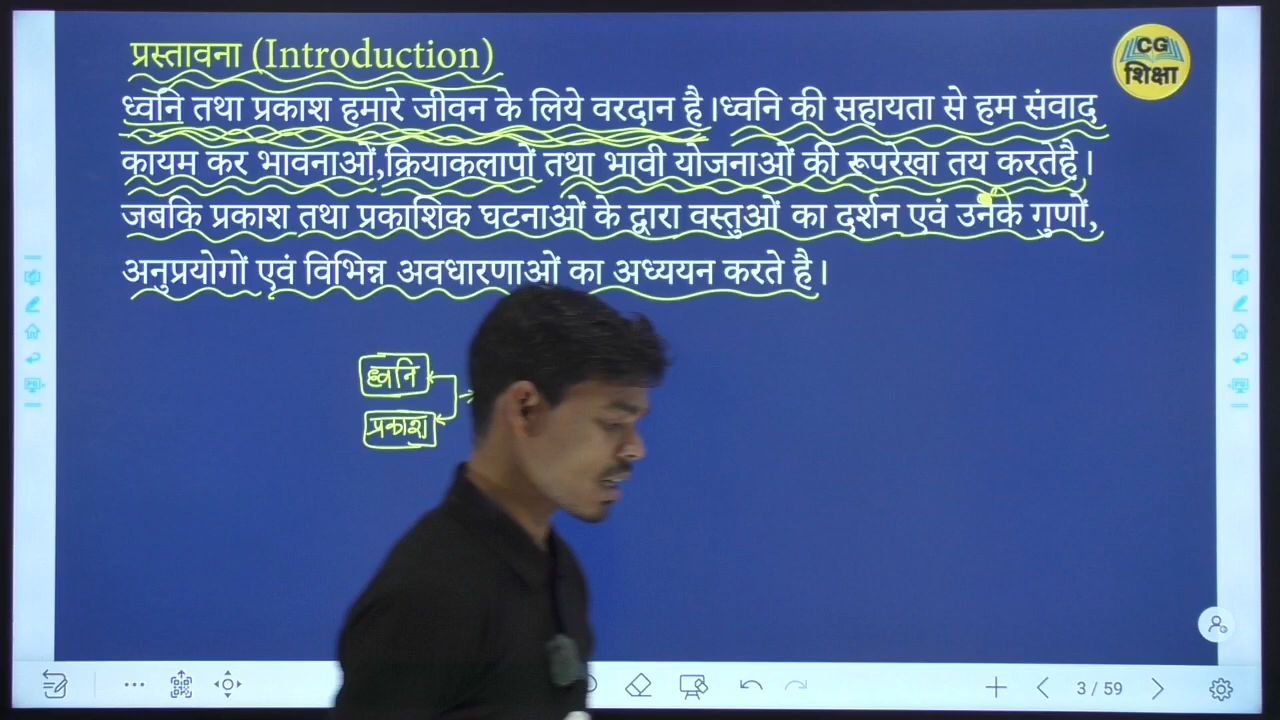 प्रस्तावना (Introduction)
CG
शिक्षा
ध्वनि तथा प्रकाश हमारे जीवन के लिये वरदान है।ध्वनि की सहायता से हम संवाद
कायम कर भावनाओं,क्रियाकलापों तथा भावी योजनाओं की रूपरेखा तय करतेहै।
जबकि प्रकाश तथा प्रकाशिक घटनाओं के द्वारा वस्तुओं का दर्शन एवं उनके गुणों,
अनुप्रयोगों एवं विभिन्न अवधारणाओं का अध्ययन करते है।
ध्वनि
प्रकाश
3 / 59